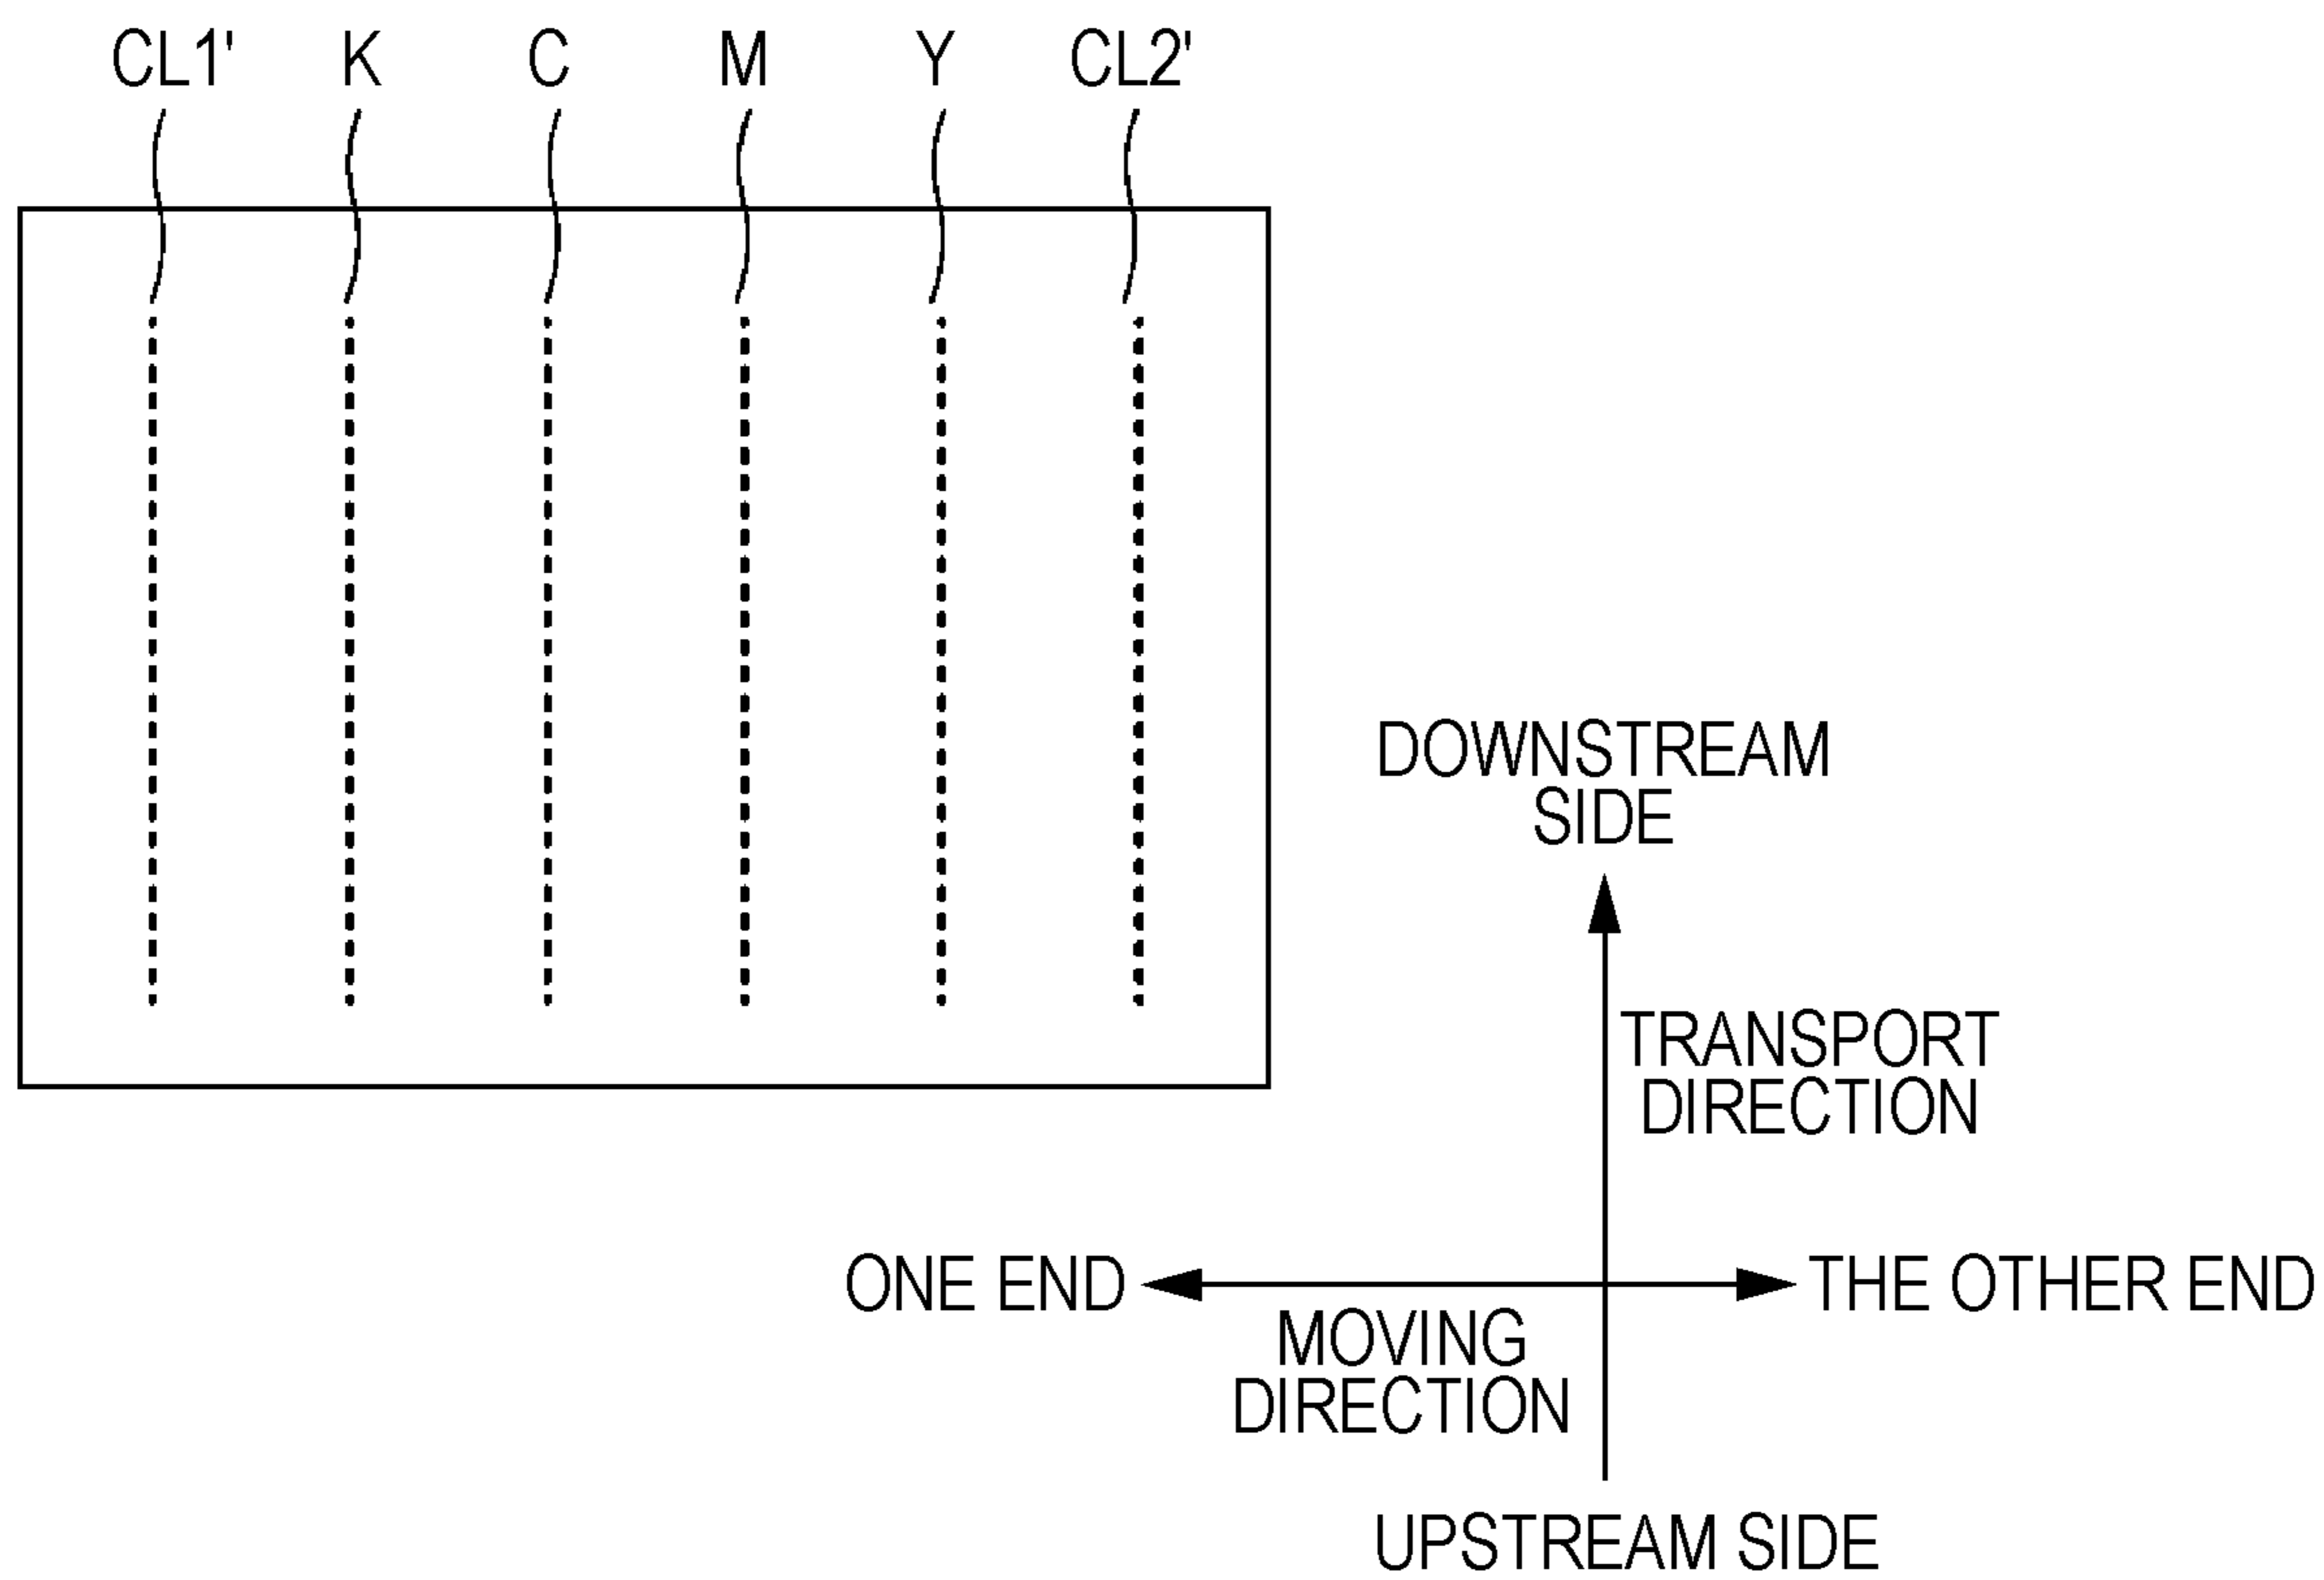 CL1' K C M Y CL2'
DOWNSTREAM
SIDE
TRANSPORT
DIRECTION
ONE END
THE OTHER END
MOVING
DIRECTION
UPSTREAM SIDE